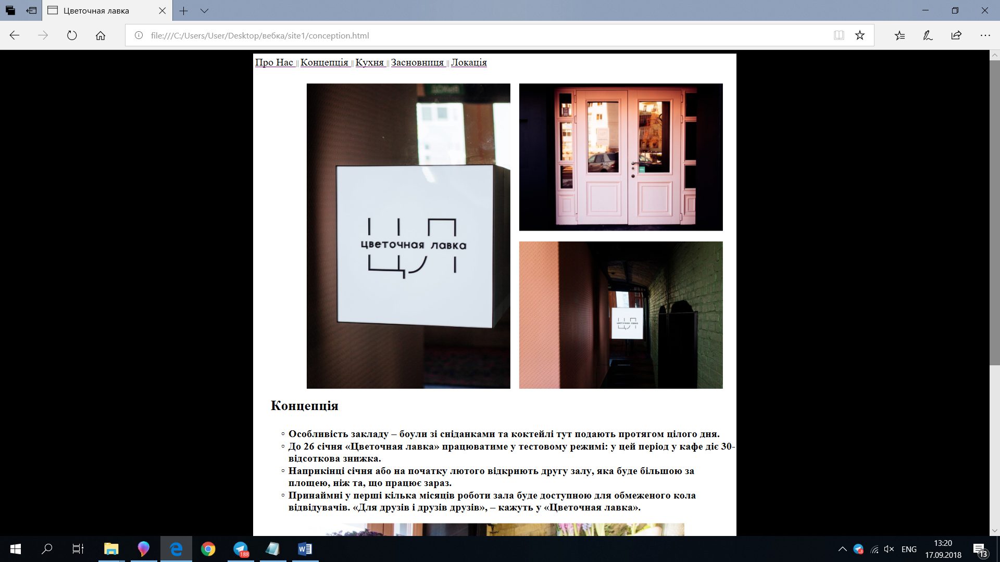 Цветочная лавка
file:///C:/Users/User/Desktop/вебка/site1/conception.html
Про Нас || Концепція || Кухня || Засновниця || Локація
ЦЛ
цветочная лавка
ЦЛ
цветочная лавка
Концепція
Особливість закладу – боули зі сніданками та коктейлі тут подають протягом цілого дня.
До 26 січня «Цветочная лавка» працюватиме у тестовому режимі: у цей період у кафе діє 30-
відсоткова знижка.
Наприкінці січня або на початку лютого відкриють другу залу, яка буде більшою за
площею, ніж та, що працює зараз.
Принаймні у перші кілька місяців роботи зала буде доступною для обмеженого кола
відвідувачів. «Для друзів і друзів друзів», – кажуть у «Цветочная лавка».
188
ENG
13:20
17.09.2018
13